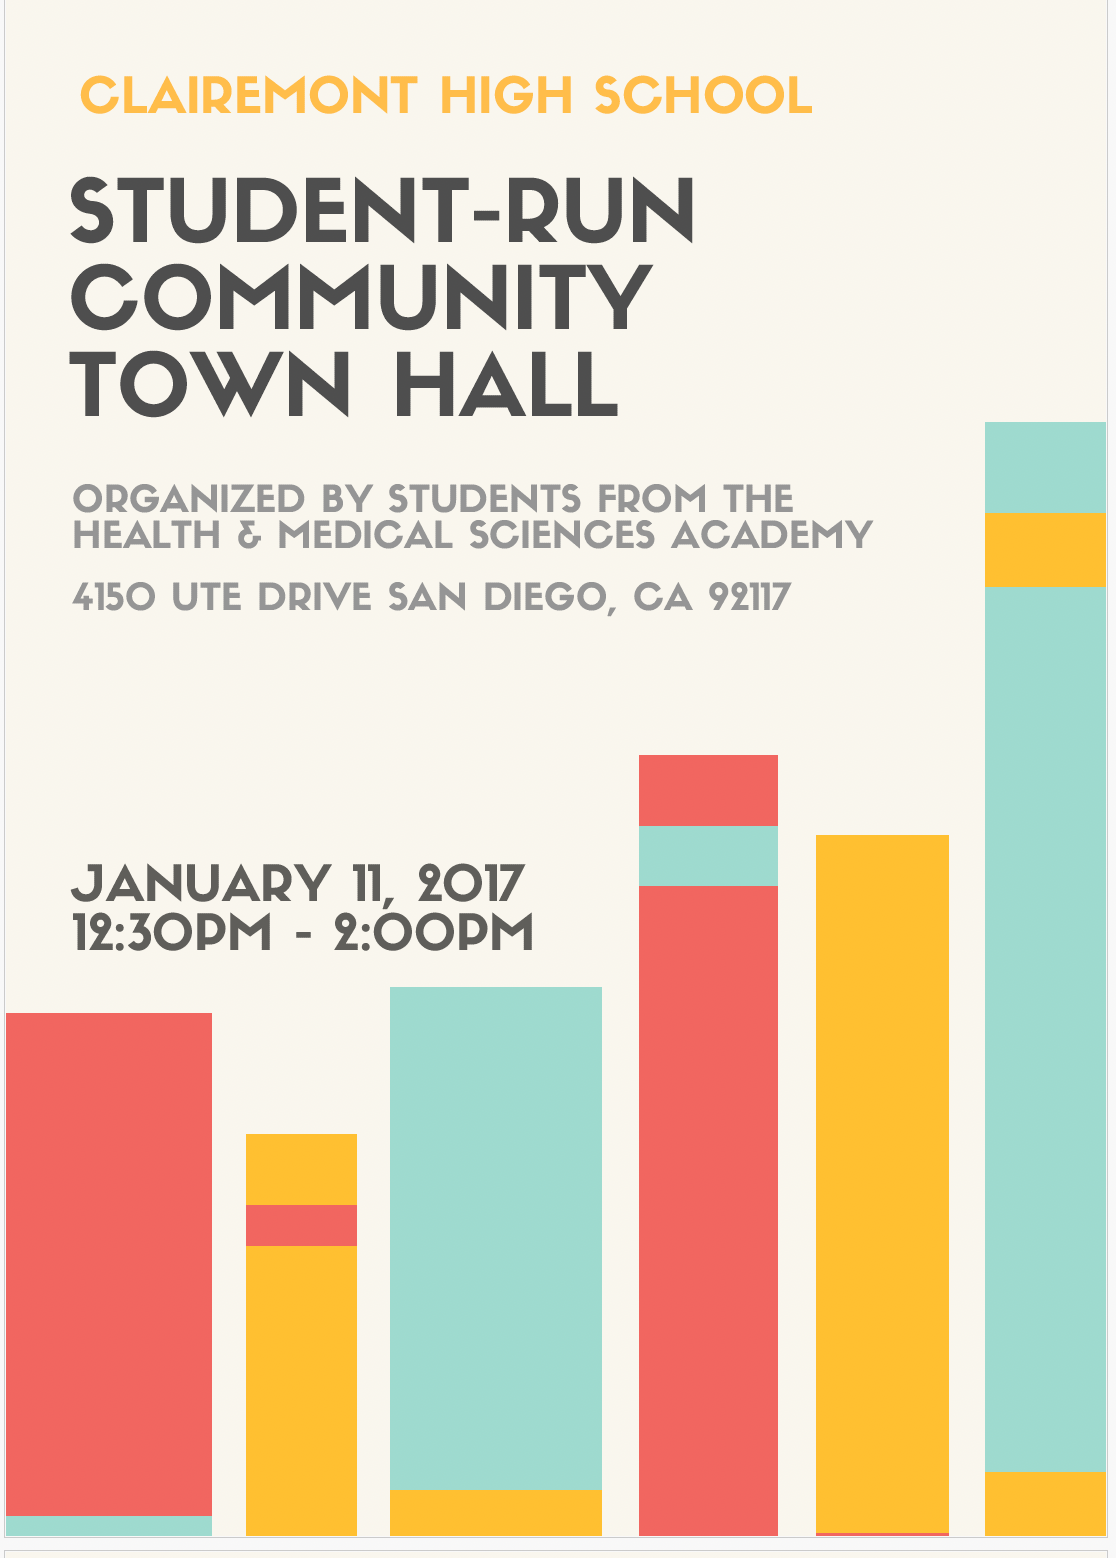 CLAIREMONT HIGH SCHOOL
STUDENT-RUN
COMMUNITY
TOWN HALL
ORGANIZED BY STUDENTS FROM THE
HEALTH & MEDICAL SCIENCES ACADEMY
4150 UTE DRIVE SAN DIEGO, CA 92117
JANUARY 11, 2017
12:30PM - 2:00PM